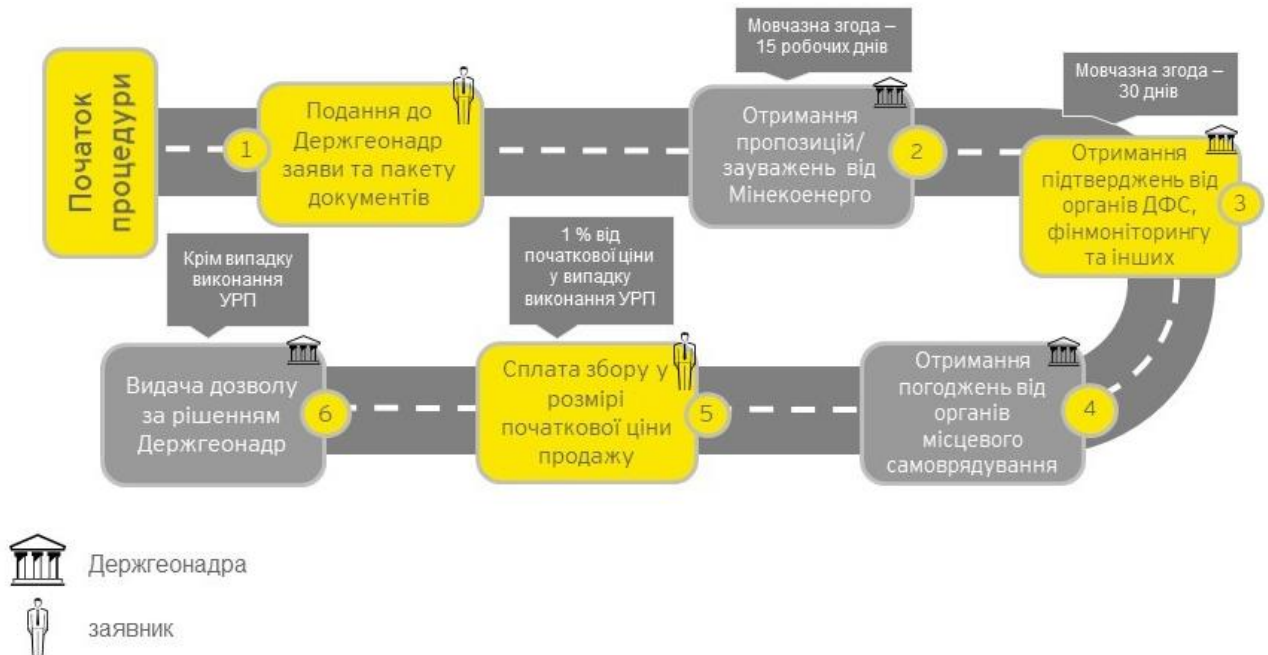 Початок
процедури
1
Подання до
Держгеонадр
заяви та пакету
документів
Мовчазна згода –
15 робочих днів
Отримання
пропозицій/
зауважень від
Мінекоенерго
2
Мовчазна згода –
30 днів
Отримання
підтверджень від
органів ДФС,
фінмоніторингу
та інших
3
Отримання
погоджень від
органів
місцевого
самоврядування
4
1 % від
початкової ціни
у випадку
виконання УРП
Сплата збору у
розмірі
початкової ціни
продажу
5
Крім випадку
виконання
УРП
Видача дозволу
за рішенням
Держгеонадр
6
Держгеонадра
заявник